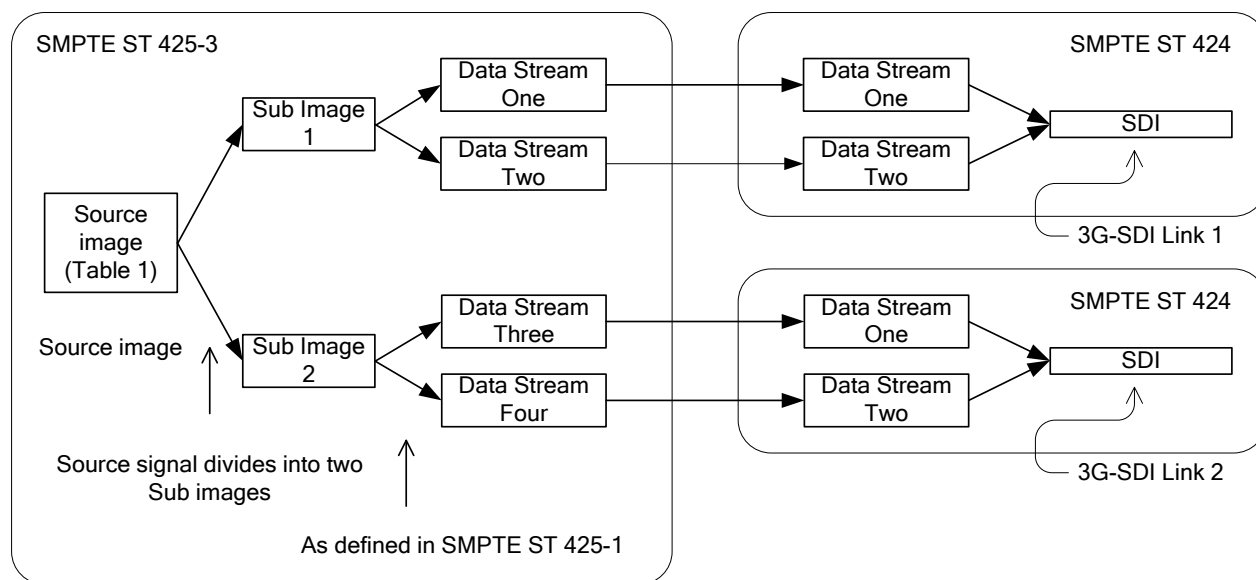 SMPTE ST 425-3
Source
image
(Table 1)
Source image
Sub Image
1
Sub Image
2
Data Stream
One
Data Stream
Two
Data Stream
Three
Data Stream
Four
Source signal divides into two
Sub images
As defined in SMPTE ST 425-1
SMPTE ST 424
Data Stream
One
Data Stream
Two
SDI
3G-SDI Link 1
SMPTE ST 424
Data Stream
One
Data Stream
Two
SDI
3G-SDI Link 2